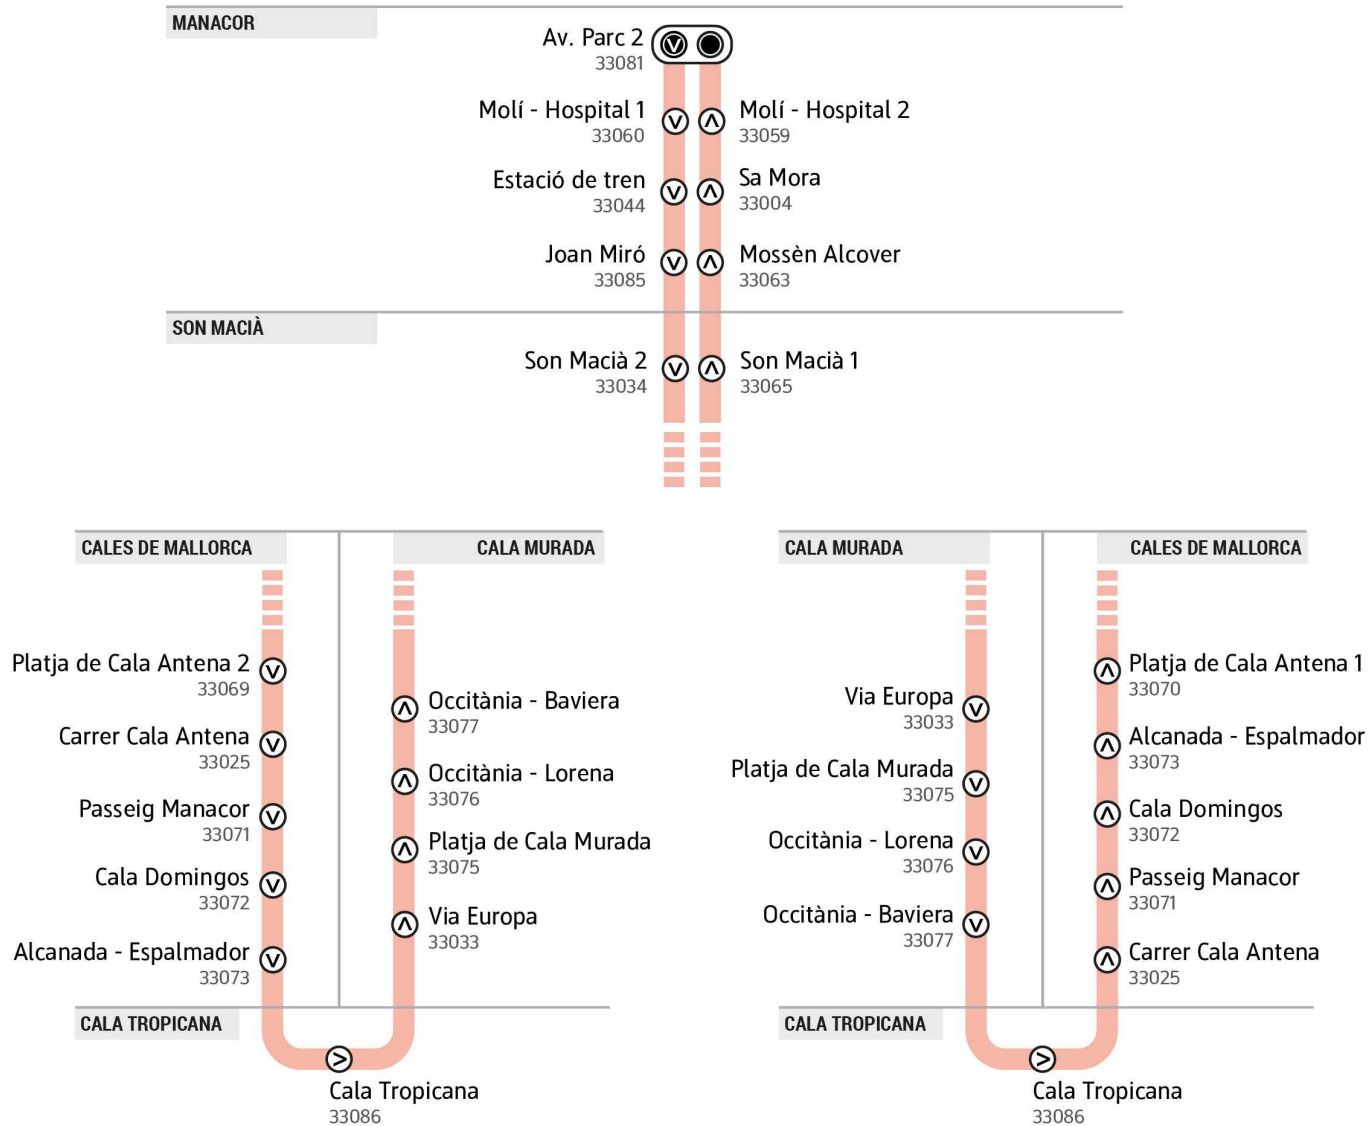 MANACOR
Av. Parc 2
33081
V
Molí - Hospital 1
33060
Molí - Hospital 2
33059
Estació de tren
33044
Sa Mora
33004
Joan Miró
33085
Mossèn Alcover
33063
SON MACIÀ
Son Macià 2
33034
Son Macià 1
33065
CALES DE MALLORCA
CALA MURADA
Platja de Cala Antena 2
33069
Carrer Cala Antena
33025
Passeig Manacor
33071
Cala Domingos
33072
Alcanada - Espalmador
33073
Occitània - Baviera
33077
Occitània - Lorena
33076
Platja de Cala Murada
33075
Via Europa
33033
CALA TROPICANA
Cala Tropicana
33086
CALA MURADA
CALES DE MALLORCA
Via Europa
33033
Platja de Cala Murada
33075
Occitània - Lorena
33076
Occitània - Baviera
33077
Platja de Cala Antena 1
33070
Alcanada - Espalmador
33073
Cala Domingos
33072
Passeig Manacor
33071
Carrer Cala Antena
33025
CALA TROPICANA
Cala Tropicana
33086